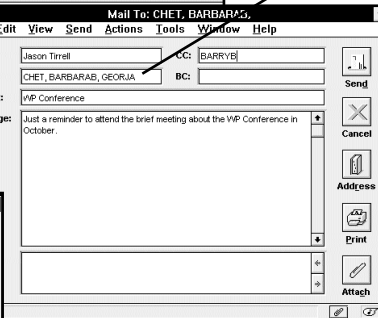 Mail To: CHET, BARBARAB,
Edit View Send Actions Tools Window Help
Jason Tirrell CC: BARRYB
CHET, BARBARAB, GEORJA BC:
: WP Conference
ge: Just a reminder to attend the brief meeting about the WP Conference in
October.
Send
Cancel
Address
Print
Attach